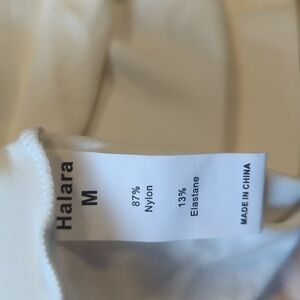 Halara
M
87%
Nylon
13%
Elastane
MADE IN CHINA